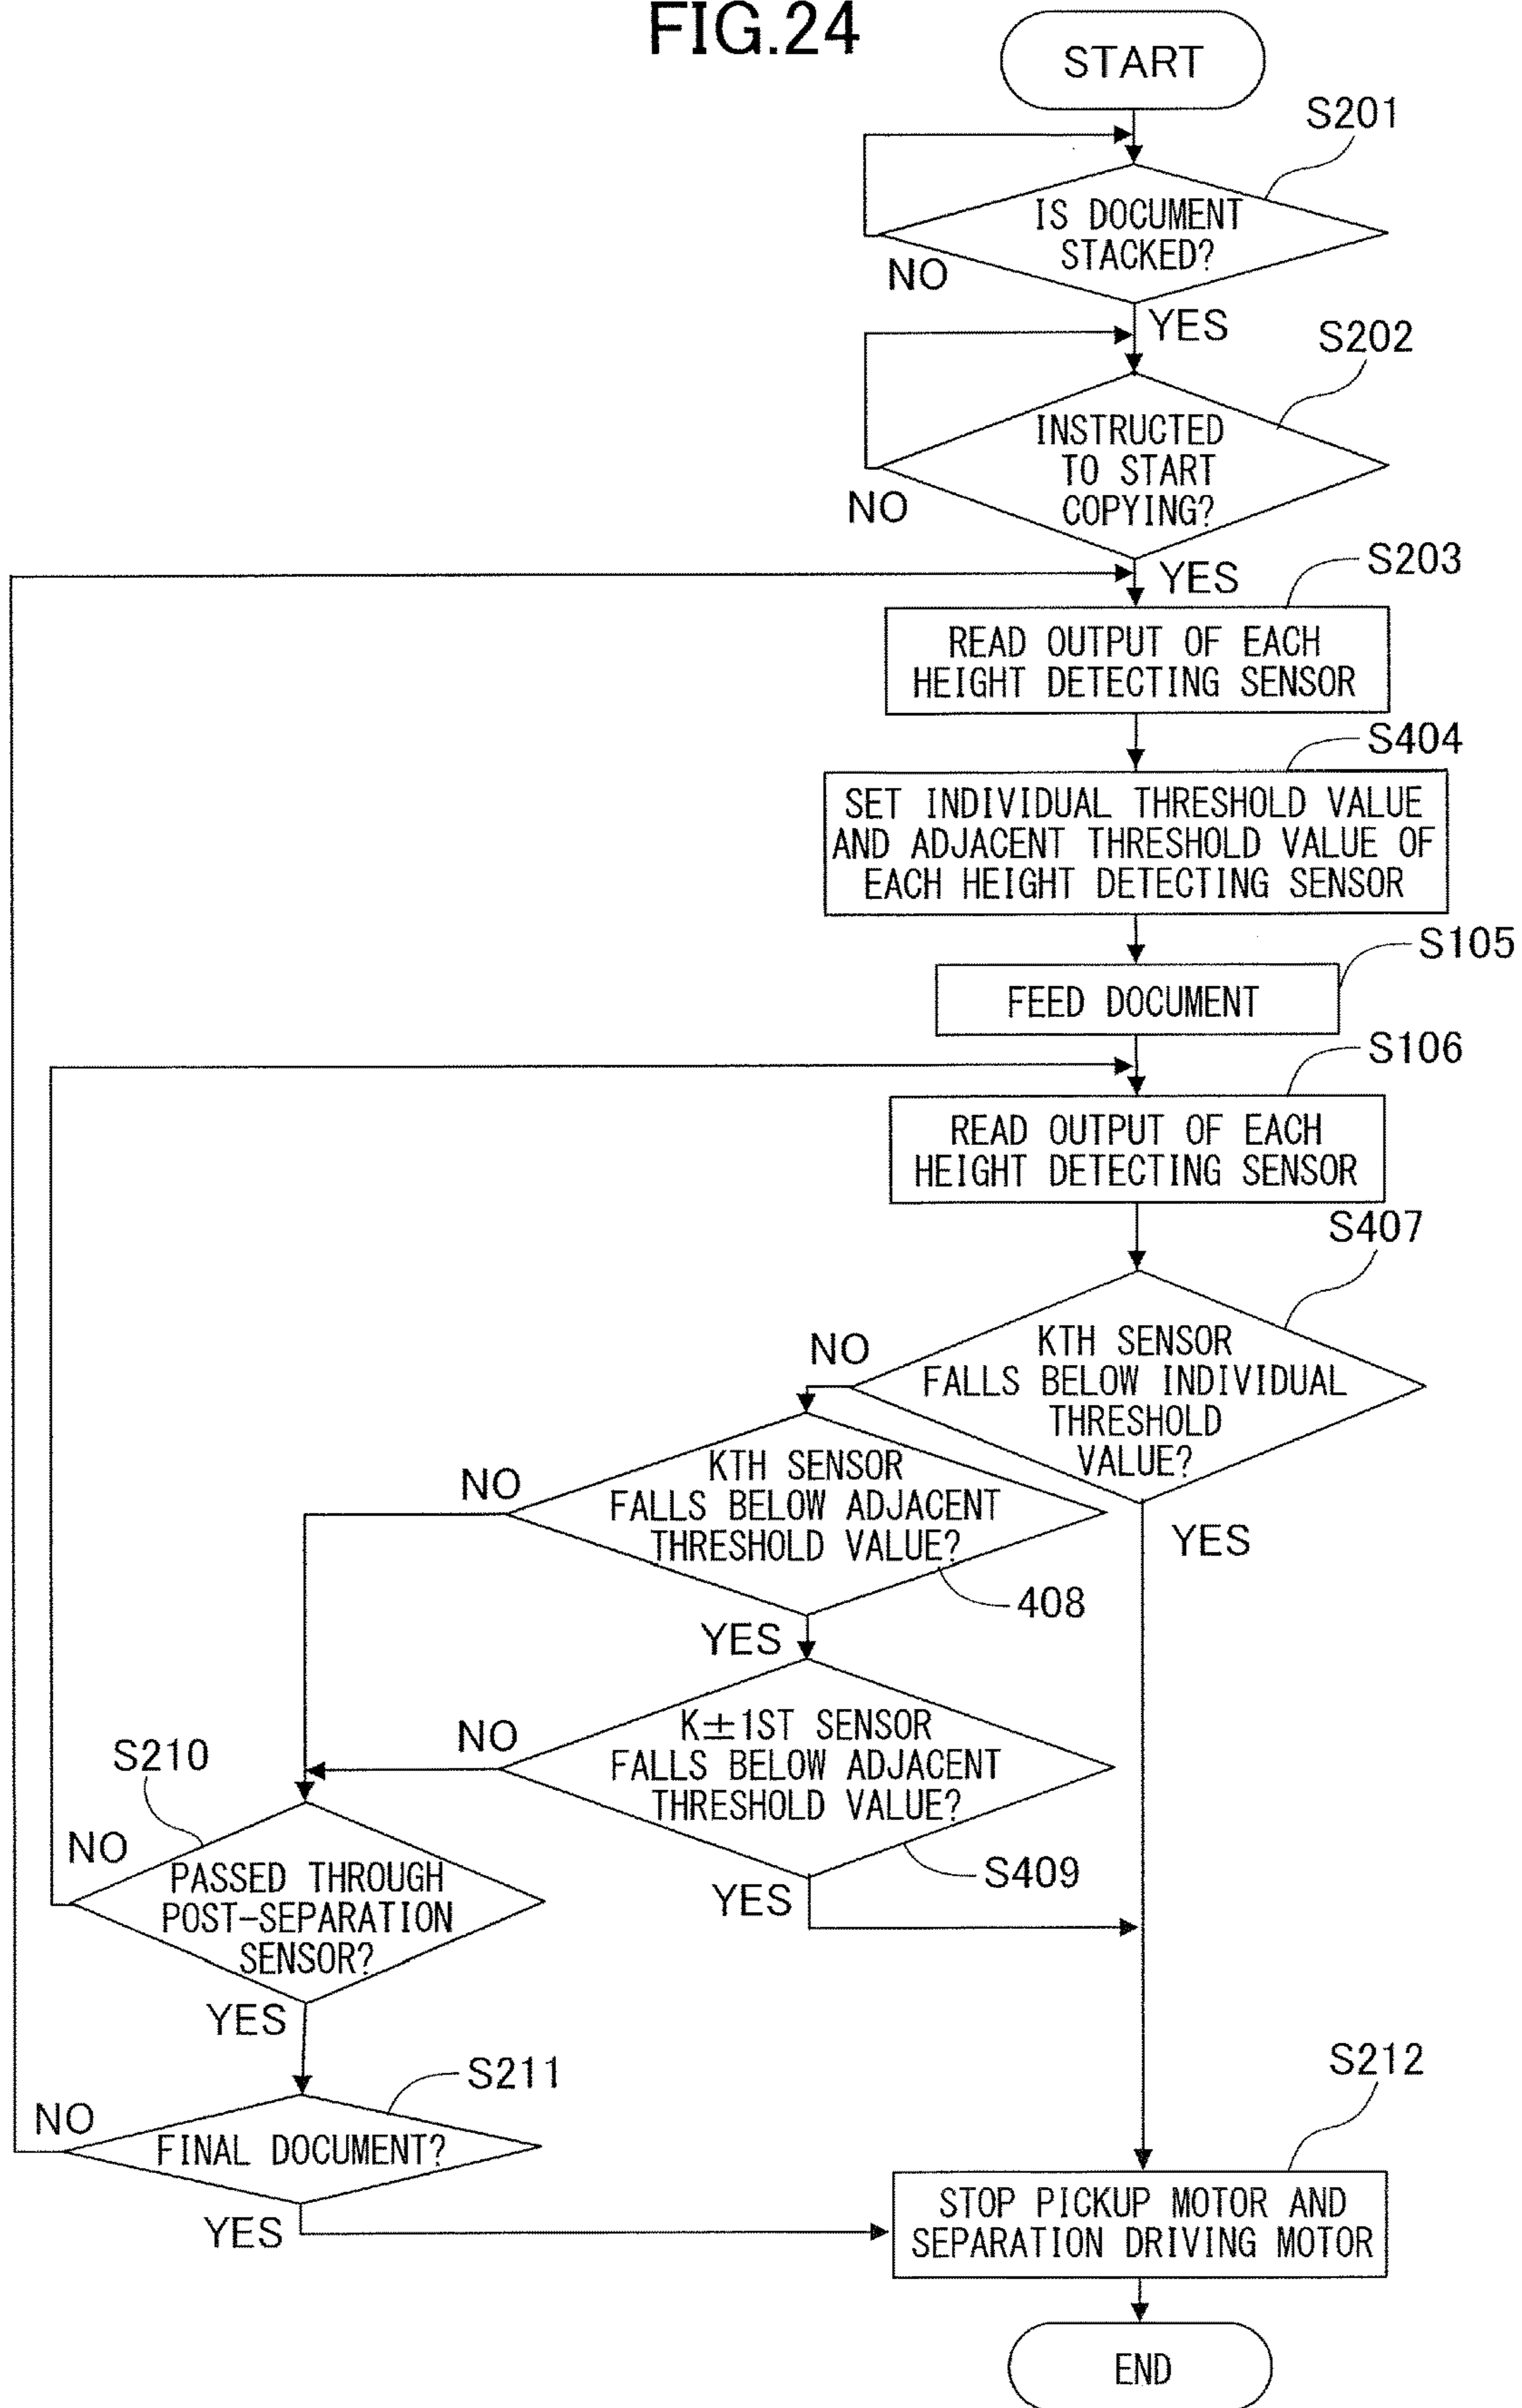 FIG.24
START
S201
IS DOCUMENT
STACKED?
NO
YES
S202
INSTRUCTED
TO START
COPYING?
NO
YES
S203
READ OUTPUT OF EACH
HEIGHT DETECTING SENSOR
S404
SET INDIVIDUAL THRESHOLD VALUE
AND ADJACENT THRESHOLD VALUE OF
EACH HEIGHT DETECTING SENSOR
S105
FEED DOCUMENT
S106
READ OUTPUT OF EACH
HEIGHT DETECTING SENSOR
S407
NO
KTH SENSOR
FALLS BELOW INDIVIDUAL
THRESHOLD
VALUE?
YES
NO
KTH SENSOR
FALLS BELOW ADJACENT
THRESHOLD VALUE?
408
YES
NO
K±1ST SENSOR
FALLS BELOW ADJACENT
THRESHOLD VALUE?
S409
YES
S210
NO
PASSED THROUGH
POST-SEPARATION
SENSOR?
YES
S211
NO
FINAL DOCUMENT?
YES
S212
STOP PICKUP MOTOR AND
SEPARATION DRIVING MOTOR
END